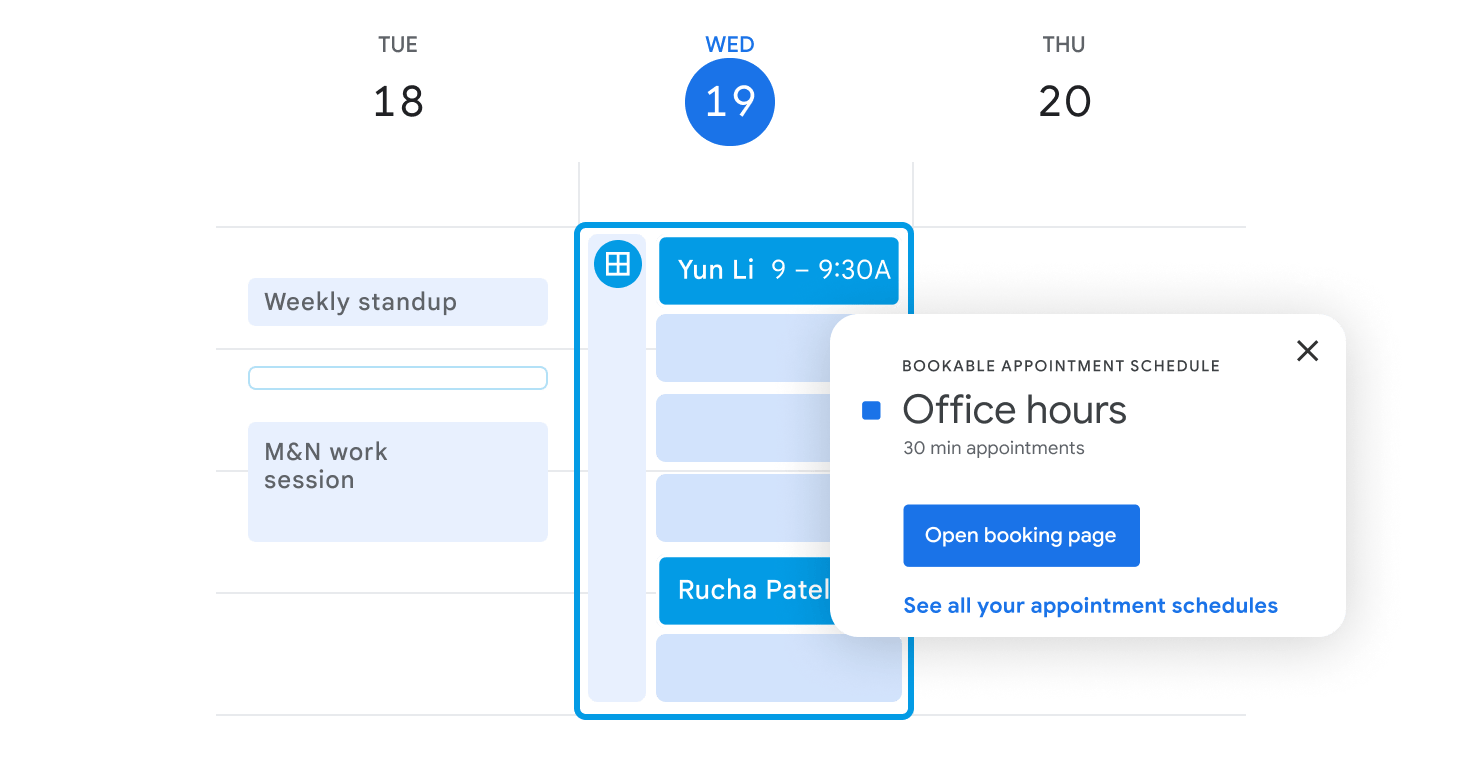 TUE
WED
THU
18
19
20
Yun Li 9 – 9:30A
Weekly standup
BOOKABLE APPOINTMENT SCHEDULE
Office hours
30 min appointments
M&N work
session
Open booking page
Rucha Patel
See all your appointment schedules